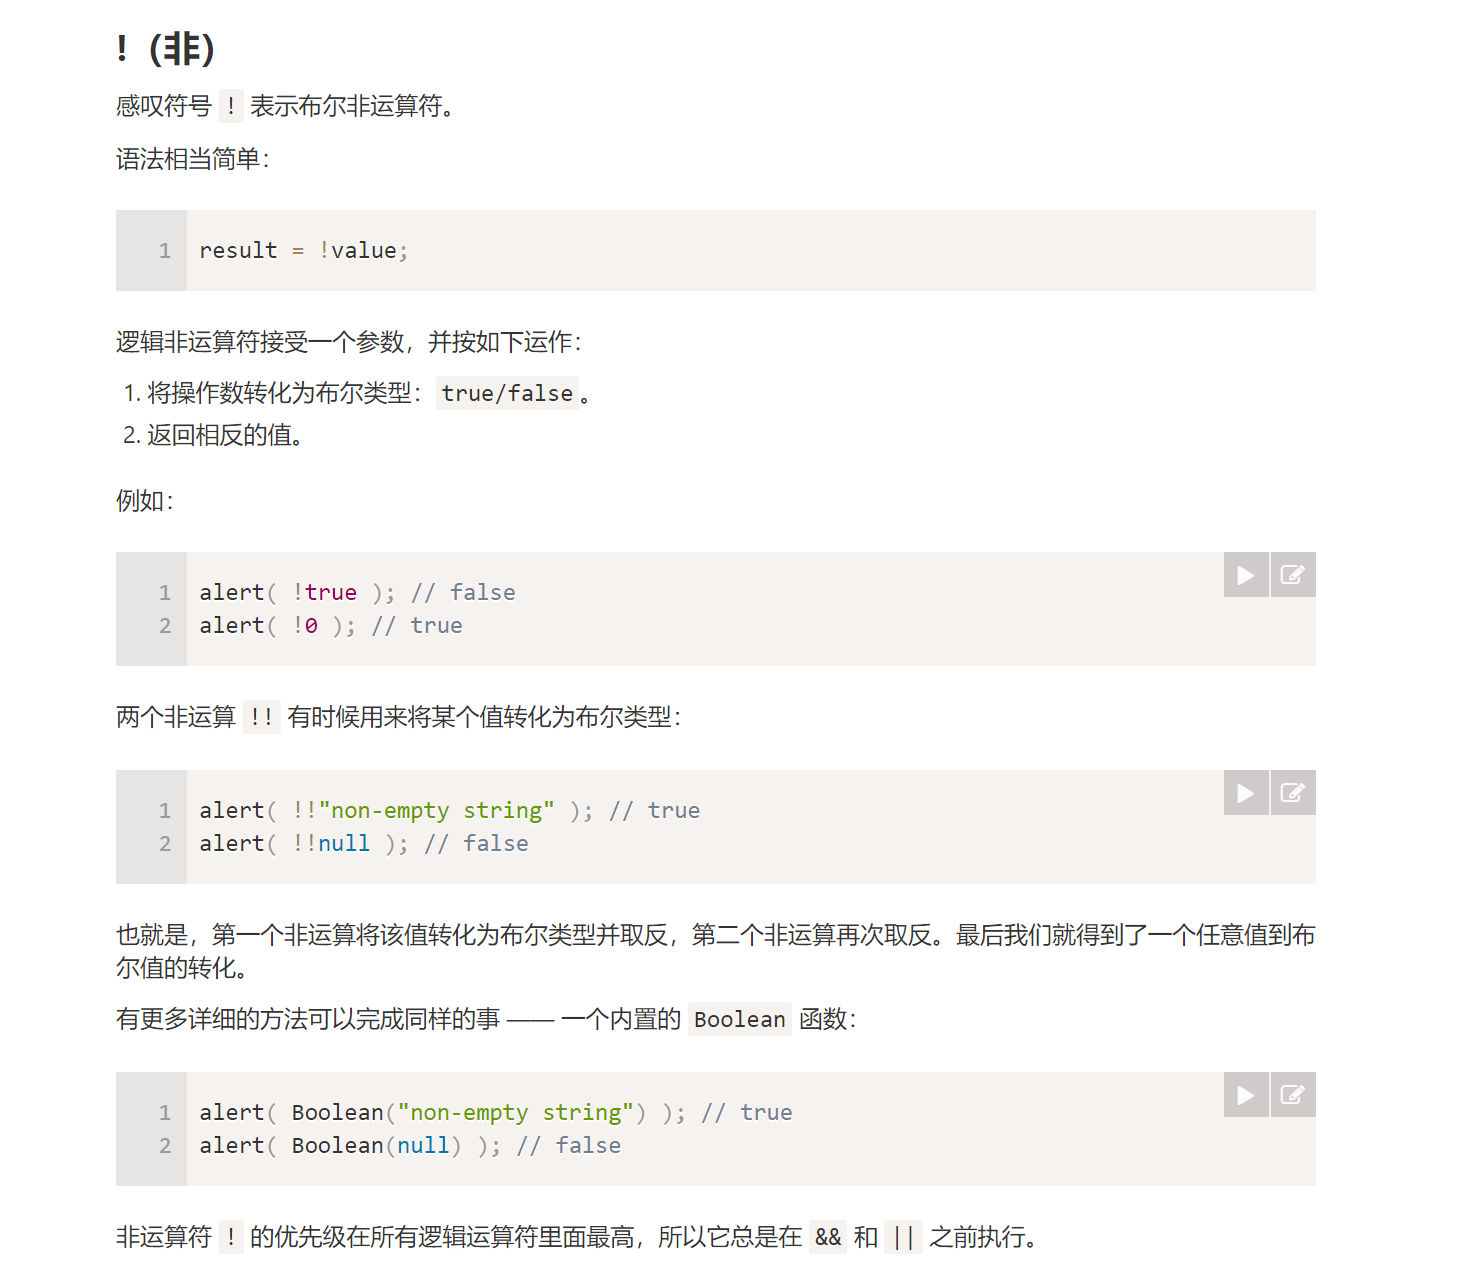 ! (非)
感叹符号 ! 表示布尔非运算符。
语法相当简单：
1 result = !value;
逻辑非运算符接受一个参数，并按如下运作：
1. 将操作数转化为布尔类型：true/false。
2. 返回相反的值。
例如：
1 alert( !true ); // false
2 alert( !0 ); // true
两个非运算 !! 有时候用来将某个值转化为布尔类型：
1 alert( !!"non-empty string" ); // true
2 alert( !!null ); // false
也就是，第一个非运算将该值转化为布尔类型并取反，第二个非运算再次取反。最后我们就得到了一个任意值到布
尔值的转化。
有更多详细的方法可以完成同样的事 —— 一个内置的 Boolean 函数：
1 alert( Boolean("non-empty string") ); // true
2 alert( Boolean(null) ); // false
非运算符 ! 的优先级在所有逻辑运算符里面最高，所以它总是在 && 和 || 之前执行。